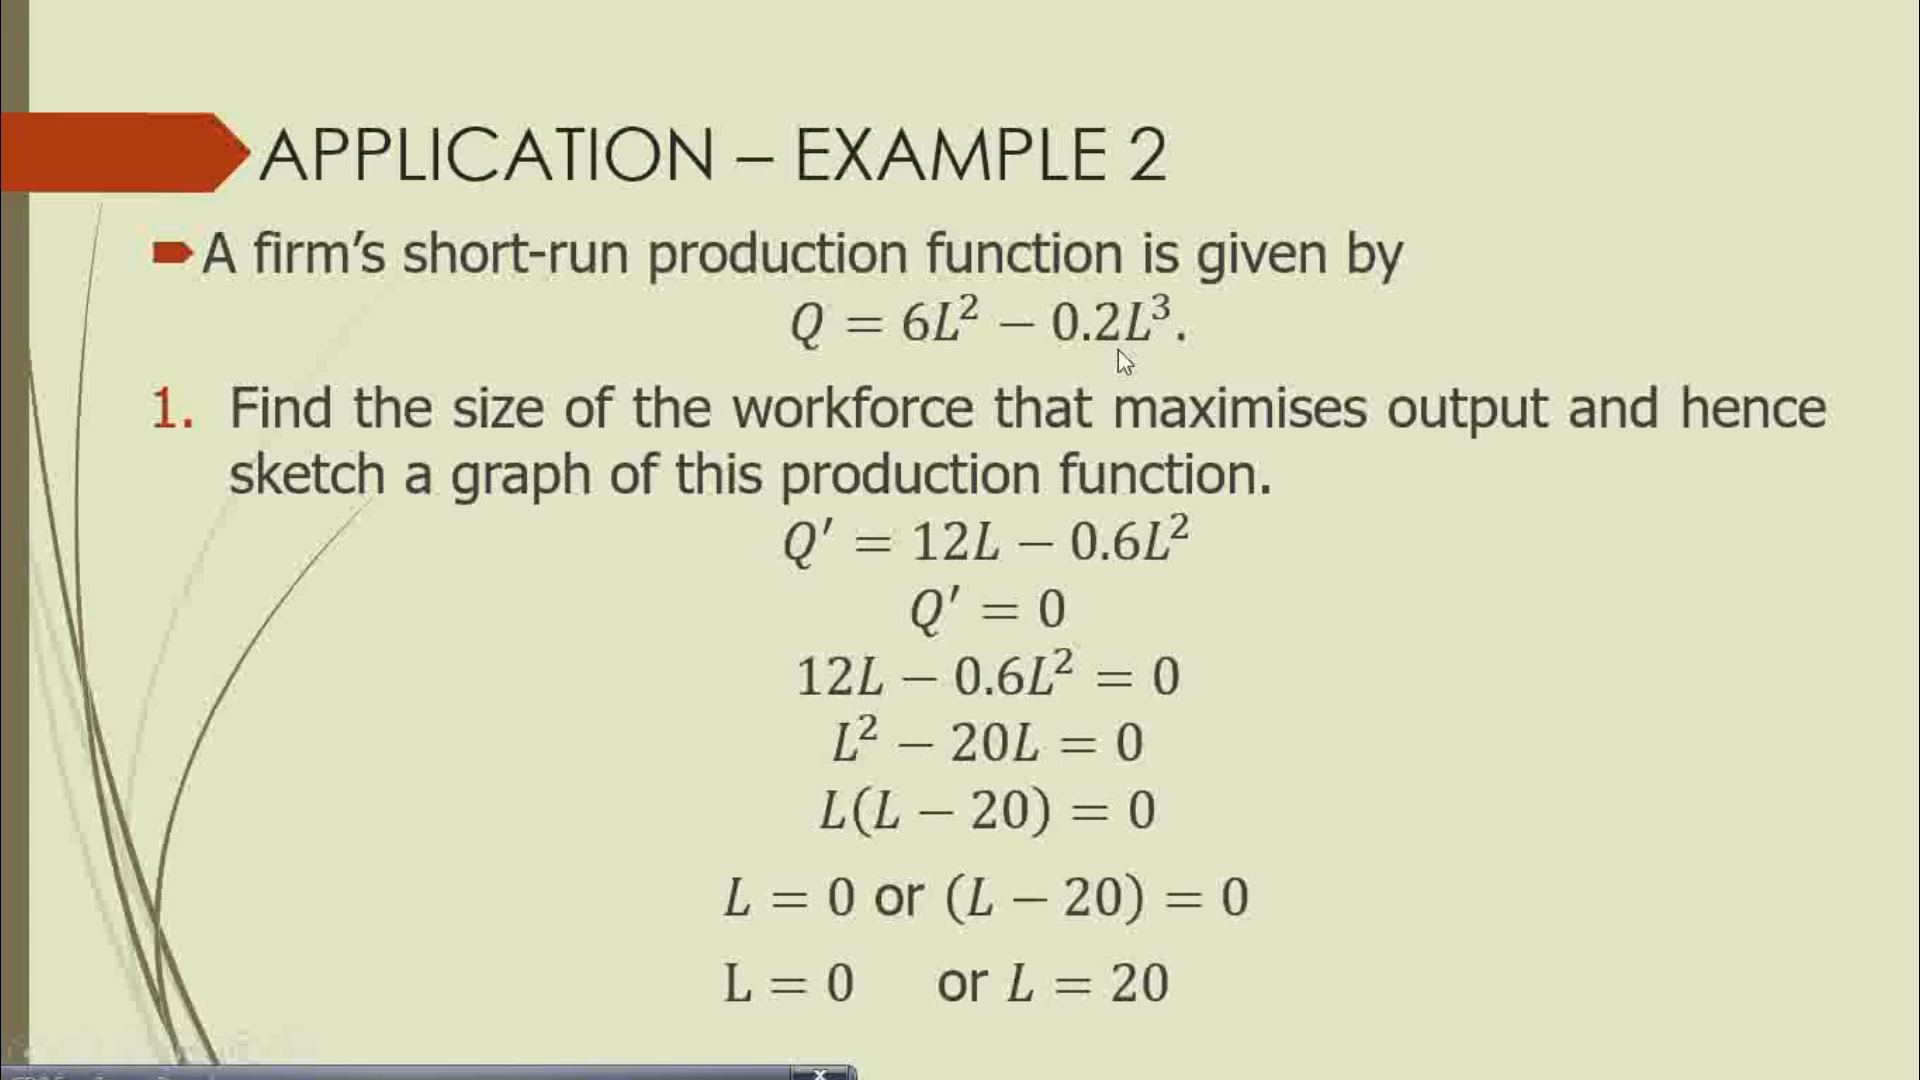 APPLICATION – EXAMPLE 2
A firm's short-run production function is given by
Q = 6L² − 0.2L³.
1. Find the size of the workforce that maximises output and hence
sketch a graph of this production function.
Q′ = 12L − 0.6L²
Q′ = 0
12L − 0.6L² = 0
L² − 20L = 0
L(L − 20) = 0
L = 0 or (L − 20) = 0
L = 0 or L = 20